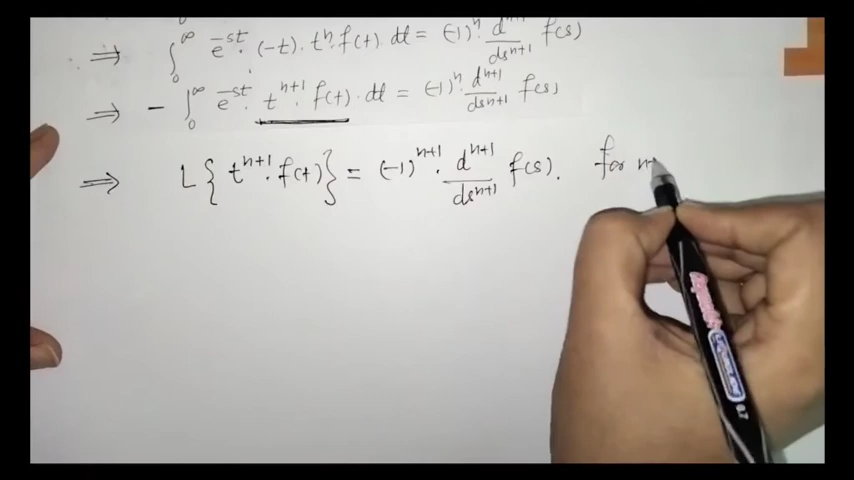 ⇒ ∫₀^∞ e^{-st}. (-t). tⁿ. f(t). dt = (-1)ⁿ. d^{n+1}/ds^{n+1} f(s)
⇒ - ∫₀^∞ e^{-st}. t^{n+1}. f(t). dt = (-1)ⁿ. d^{n+1}/ds^{n+1} f(s)
⇒ L{ t^{n+1}. f(t) } = (-1)^{n+1}. d^{n+1}/ds^{n+1} f(s). for